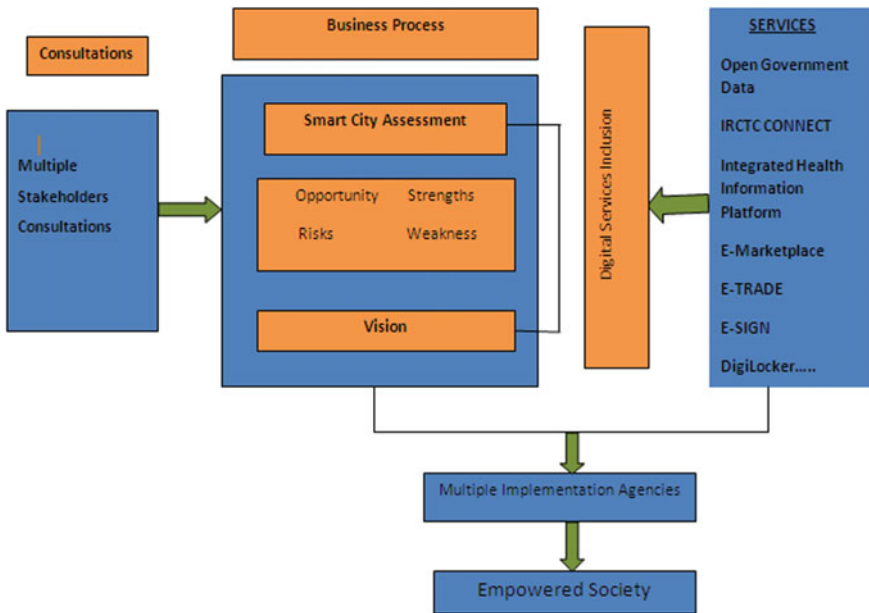 Consultations
Multiple
Stakeholders
Consultations
Business Process
Smart City Assessment
Opportunity Strengths
Risks Weakness
Vision
Digital Services Inclusion
SERVICES
Open Government
Data
IRCTC CONNECT
Integrated Health
Information
Platform
E-Marketplace
E-TRADE
E-SIGN
DigiLocker.....
Multiple Implementation Agencies
Empowered Society